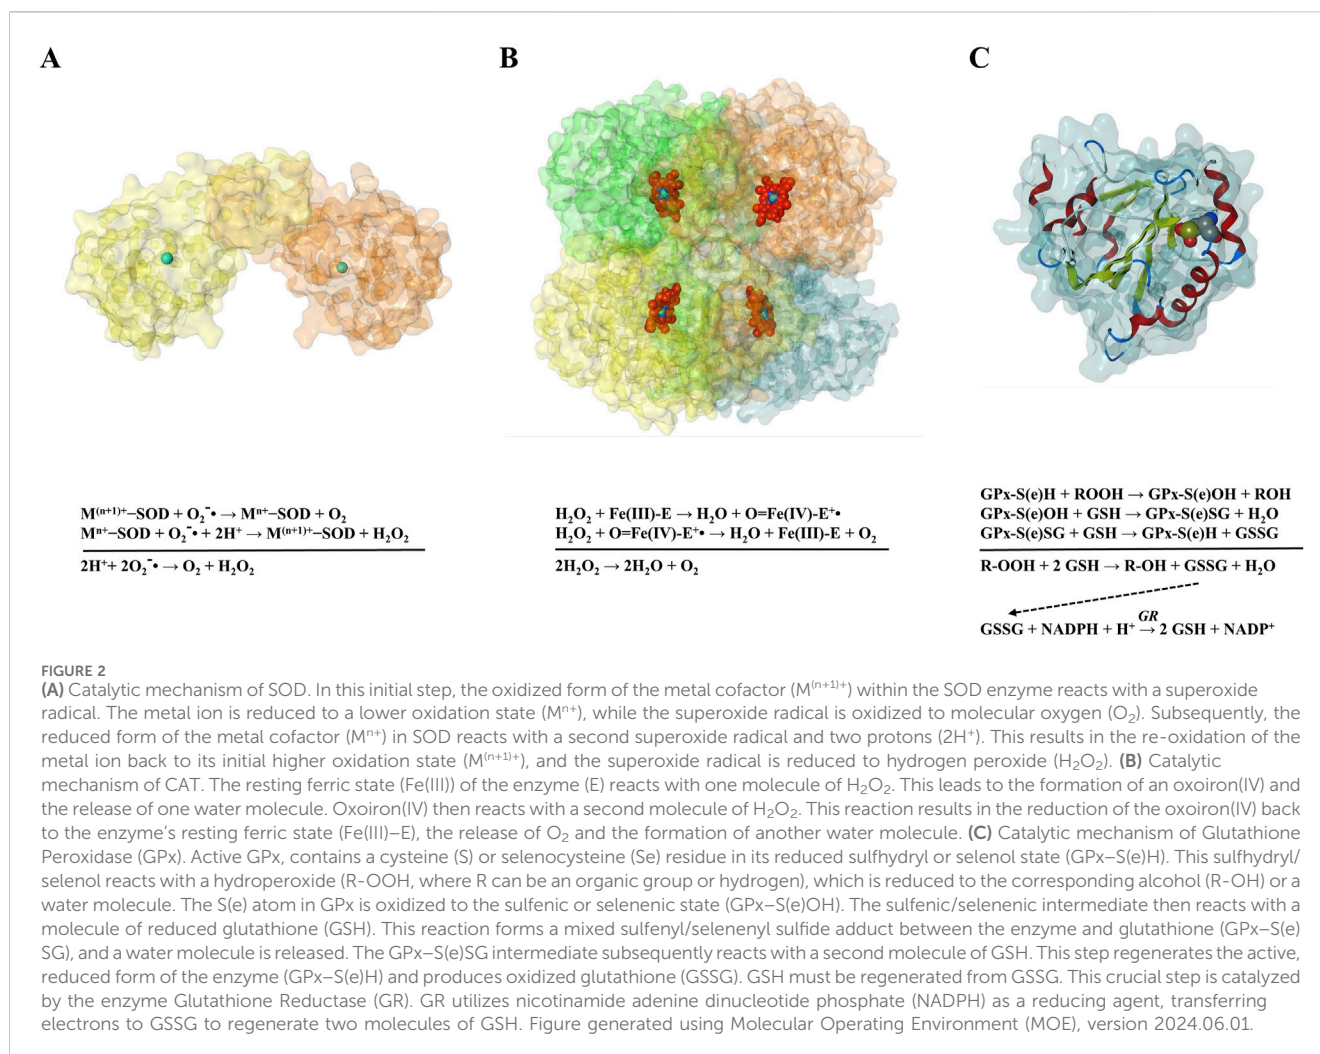 A
B
C
M⁽ⁿ⁺¹⁾⁺–SOD + O₂⁻• → Mⁿ⁺–SOD + O₂
Mⁿ⁺–SOD + O₂⁻• + 2H⁺ → M⁽ⁿ⁺¹⁾⁺–SOD + H₂O₂
2H⁺+ 2O₂⁻• → O₂ + H₂O₂
H₂O₂ + Fe(III)-E → H₂O + O=Fe(IV)-E⁺•
H₂O₂ + O=Fe(IV)-E⁺• → H₂O + Fe(III)-E + O₂
2H₂O₂ → 2H₂O + O₂
GPx-S(e)H + ROOH → GPx-S(e)OH + ROH
GPx-S(e)OH + GSH → GPx-S(e)SG + H₂O
GPx-S(e)SG + GSH → GPx-S(e)H + GSSG
R-OOH + 2 GSH → R-OH + GSSG + H₂O
GR
GSSG + NADPH + H⁺ → 2 GSH + NADP⁺
FIGURE 2
(A) Catalytic mechanism of SOD. In this initial step, the oxidized form of the metal cofactor (M⁽ⁿ⁺¹⁾⁺) within the SOD enzyme reacts with a superoxide
radical. The metal ion is reduced to a lower oxidation state (Mⁿ⁺), while the superoxide radical is oxidized to molecular oxygen (O₂). Subsequently, the
reduced form of the metal cofactor (Mⁿ⁺) in SOD reacts with a second superoxide radical and two protons (2H⁺). This results in the re-oxidation of the
metal ion back to its initial higher oxidation state (M⁽ⁿ⁺¹⁾⁺), and the superoxide radical is reduced to hydrogen peroxide (H₂O₂). (B) Catalytic
mechanism of CAT. The resting ferric state (Fe(III)) of the enzyme (E) reacts with one molecule of H₂O₂. This leads to the formation of an oxoiron(IV) and
the release of one water molecule. Oxoiron(IV) then reacts with a second molecule of H₂O₂. This reaction results in the reduction of the oxoiron(IV) back
to the enzyme's resting ferric state (Fe(III)–E), the release of O₂ and the formation of another water molecule. (C) Catalytic mechanism of Glutathione
Peroxidase (GPx). Active GPx, contains a cysteine (S) or selenocysteine (Se) residue in its reduced sulfhydryl or selenol state (GPx–S(e)H). This sulfhydryl/
selenol reacts with a hydroperoxide (R-OOH, where R can be an organic group or hydrogen), which is reduced to the corresponding alcohol (R-OH) or a
water molecule. The S(e) atom in GPx is oxidized to the sulfenic or selenenic state (GPx–S(e)OH). The sulfenic/selenenic intermediate then reacts with a
molecule of reduced glutathione (GSH). This reaction forms a mixed sulfenyl/selenenyl sulfide adduct between the enzyme and glutathione (GPx–S(e)
SG), and a water molecule is released. The GPx–S(e)SG intermediate subsequently reacts with a second molecule of GSH. This step regenerates the active,
reduced form of the enzyme (GPx–S(e)H) and produces oxidized glutathione (GSSG). GSH must be regenerated from GSSG. This crucial step is catalyzed
by the enzyme Glutathione Reductase (GR). GR utilizes nicotinamide adenine dinucleotide phosphate (NADPH) as a reducing agent, transferring
electrons to GSSG to regenerate two molecules of GSH. Figure generated using Molecular Operating Environment (MOE), version 2024.06.01.